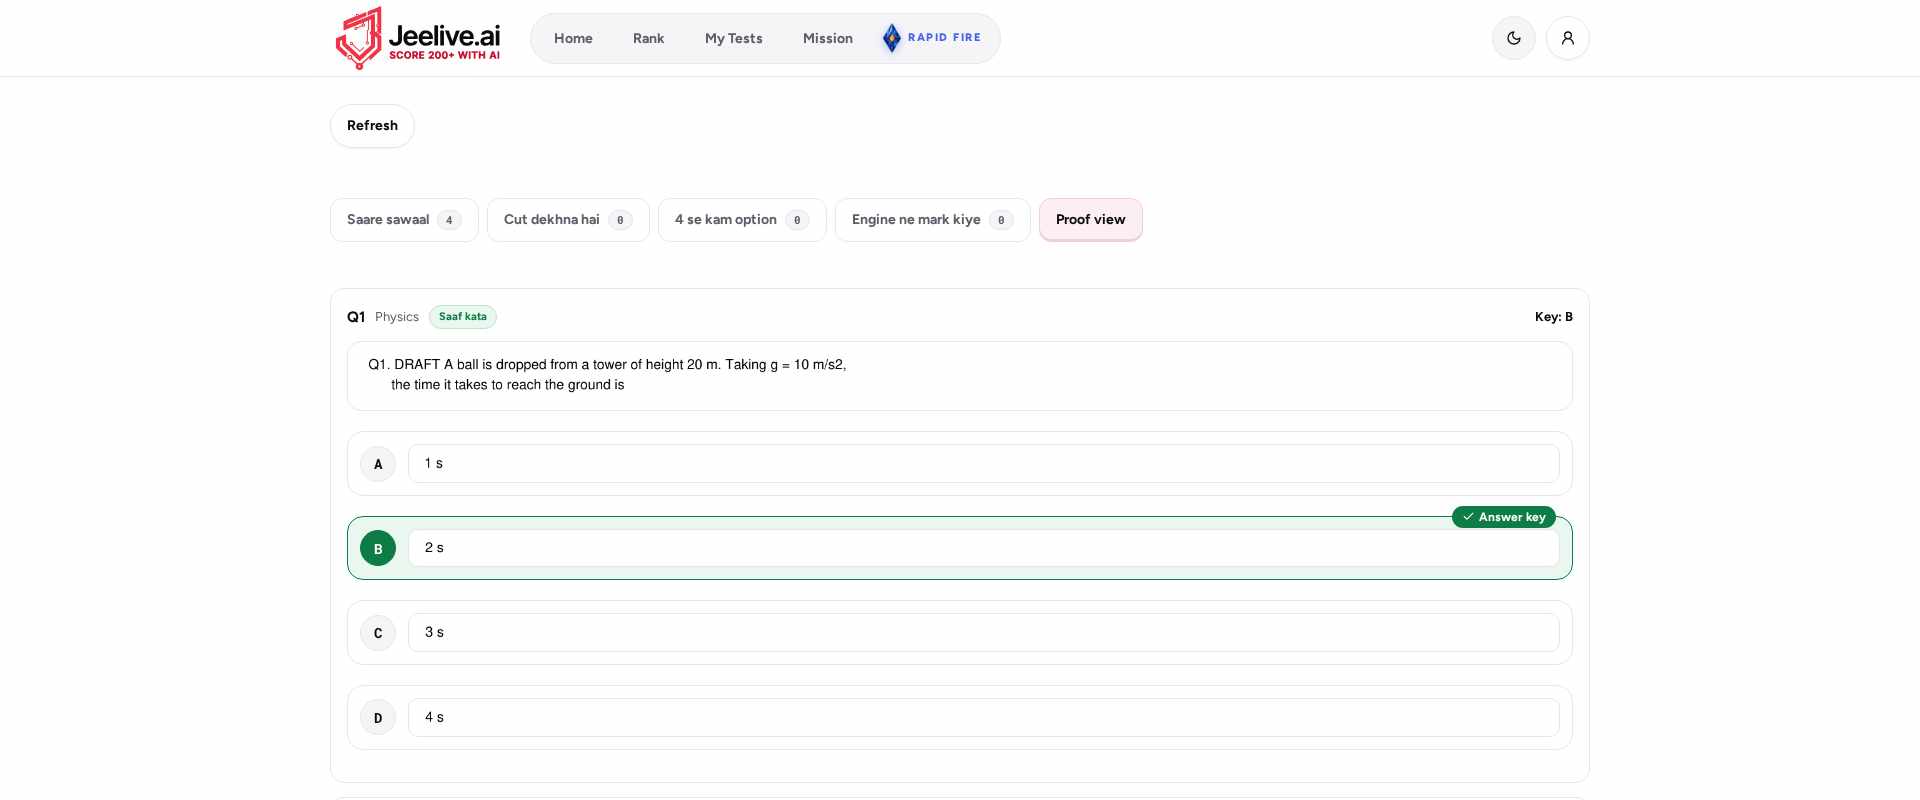 Jeelive.ai
SCORE 200+ WITH AI
Home
Rank
My Tests
Mission
RAPID FIRE
Refresh
Saare sawaal 4
Cut dekhna hai 0
4 se kam option 0
Engine ne mark kiye 0
Proof view
Q1 Physics Saaf kata
Key: B
Q1. DRAFT A ball is dropped from a tower of height 20 m. Taking g = 10 m/s2,
the time it takes to reach the ground is
A 1 s
Answer key
B 2 s
C 3 s
D 4 s